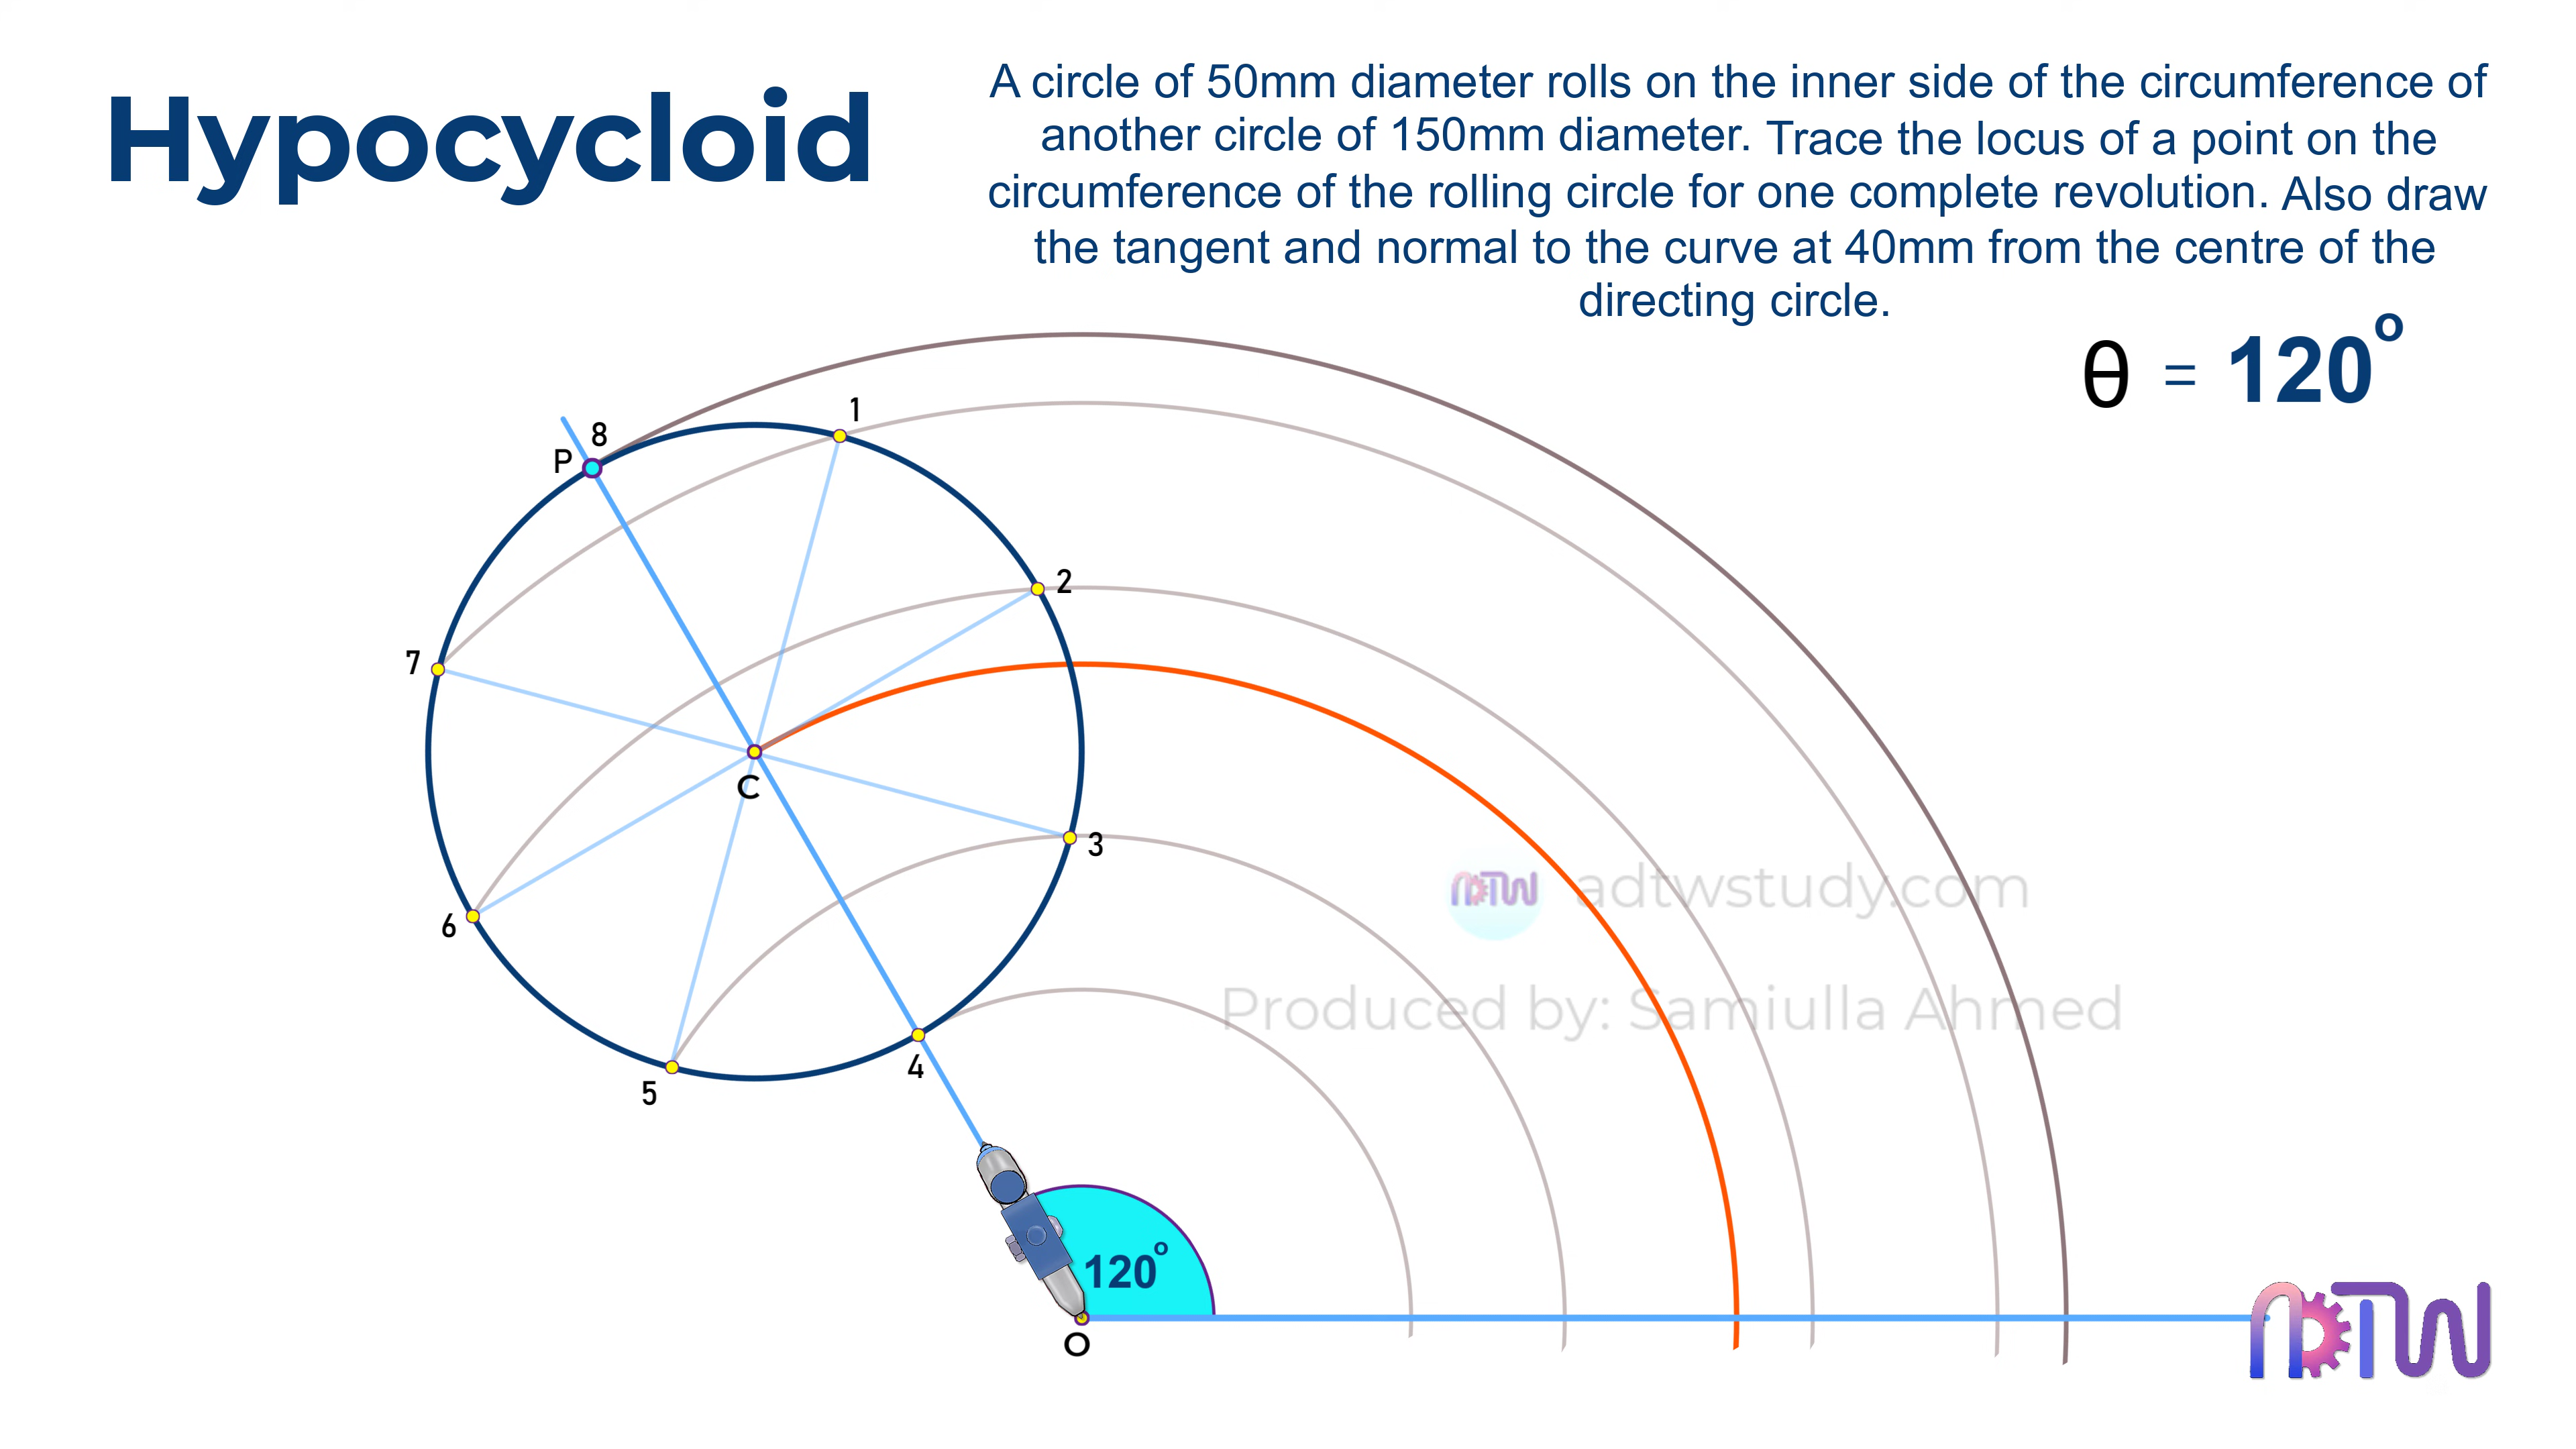 Hypocycloid
A circle of 50mm diameter rolls on the inner side of the circumference of
another circle of 150mm diameter. Trace the locus of a point on the
circumference of the rolling circle for one complete revolution. Also draw
the tangent and normal to the curve at 40mm from the centre of the
directing circle.
θ = 120°
1
8
P
2
7
C
3
6
4
5
adtwstudy.com
Produced by: Samiulla Ahmed
120°
O
ADTW
ADTW